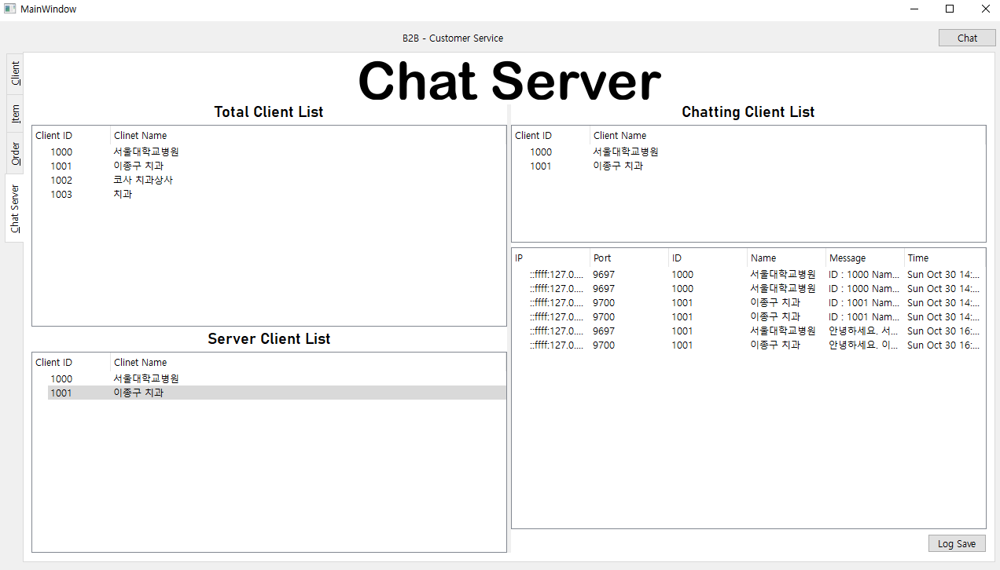 MainWindow
B2B - Customer Service
Chat
Client
Item
Order
Chat Server
Chat Server
Total Client List
Client ID Clinet Name
1000 서울대학교병원
1001 이종구 치과
1002 코사 치과상사
1003 치과
Server Client List
Client ID Clinet Name
1000 서울대학교병원
1001 이종구 치과
Chatting Client List
Client ID Client Name
1000 서울대학교병원
1001 이종구 치과
IP Port ID Name Message Time
::ffff:127.0.... 9697 1000 서울대학교병원 ID : 1000 Nam... Sun Oct 30 14:...
::ffff:127.0.... 9697 1000 서울대학교병원 ID : 1000 Nam... Sun Oct 30 14:...
::ffff:127.0.... 9700 1001 이종구 치과 ID : 1001 Nam... Sun Oct 30 14:...
::ffff:127.0.... 9700 1001 이종구 치과 ID : 1001 Nam... Sun Oct 30 14:...
::ffff:127.0.... 9697 1001 서울대학교병원 안녕하세요. 서... Sun Oct 30 16:...
::ffff:127.0.... 9700 1001 이종구 치과 안녕하세요. 이... Sun Oct 30 16:...
Log Save